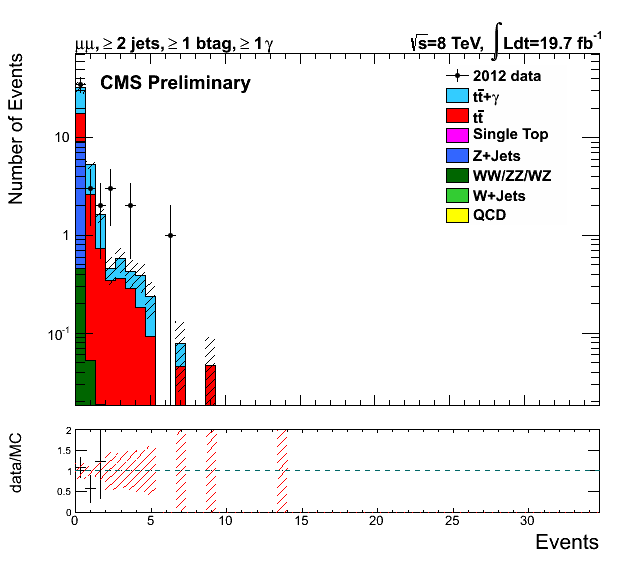 μμ, ≥ 2 jets, ≥ 1 btag, ≥ 1 γ
√s=8 TeV, ∫Ldt=19.7 fb⁻¹
Number of Events
CMS Preliminary
2012 data
tt̄+γ
tt̄
Single Top
Z+Jets
WW/ZZ/WZ
W+Jets
QCD
10
1
10⁻¹
data/MC
2
1.5
1
0.5
0
0 5 10 15 20 25 30
Events